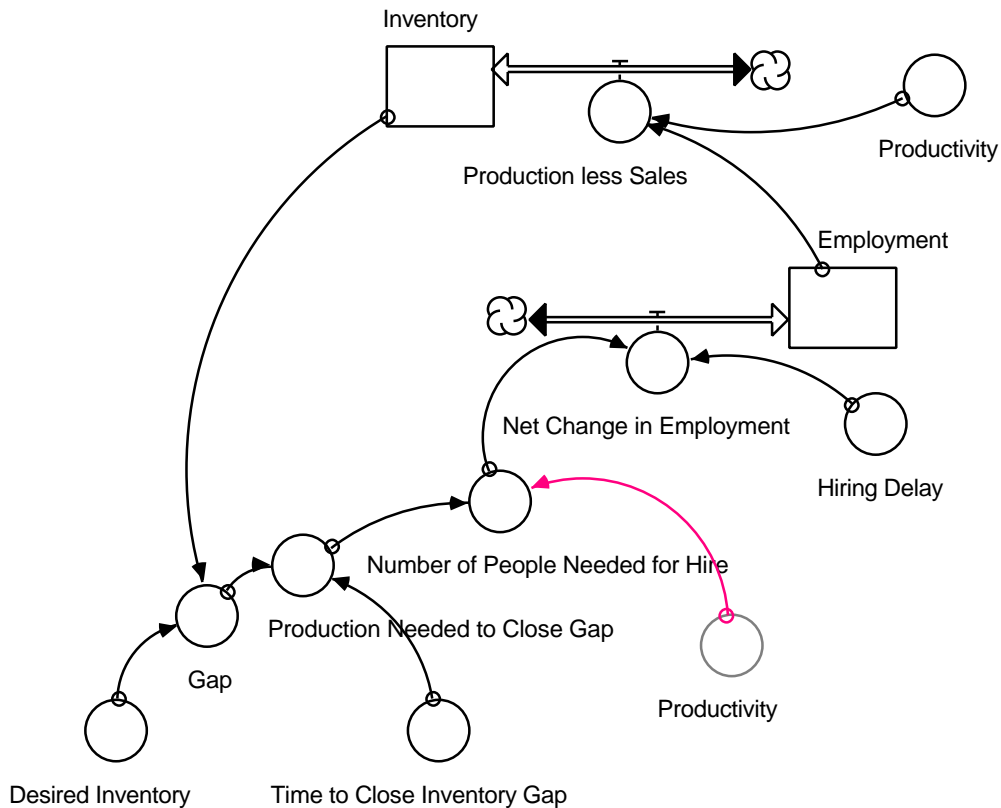 Inventory
Productivity
Production less Sales
Employment
Net Change in Employment
Hiring Delay
Number of People Needed for Hire
Production Needed to Close Gap
Gap
Productivity
Desired Inventory
Time to Close Inventory Gap